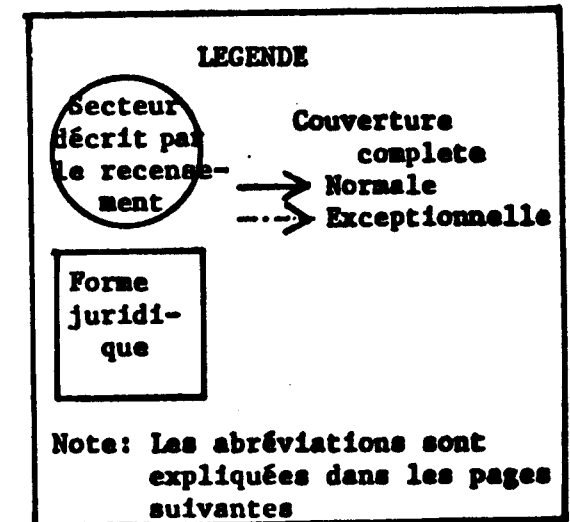 LEGENDE
Secteur
décrit par
le recense-
ment
Couverture
complete
Normale
Exceptionnelle
Forme
juridi-
que
Note: Les abréviations sont
expliquées dans les pages
suivantes